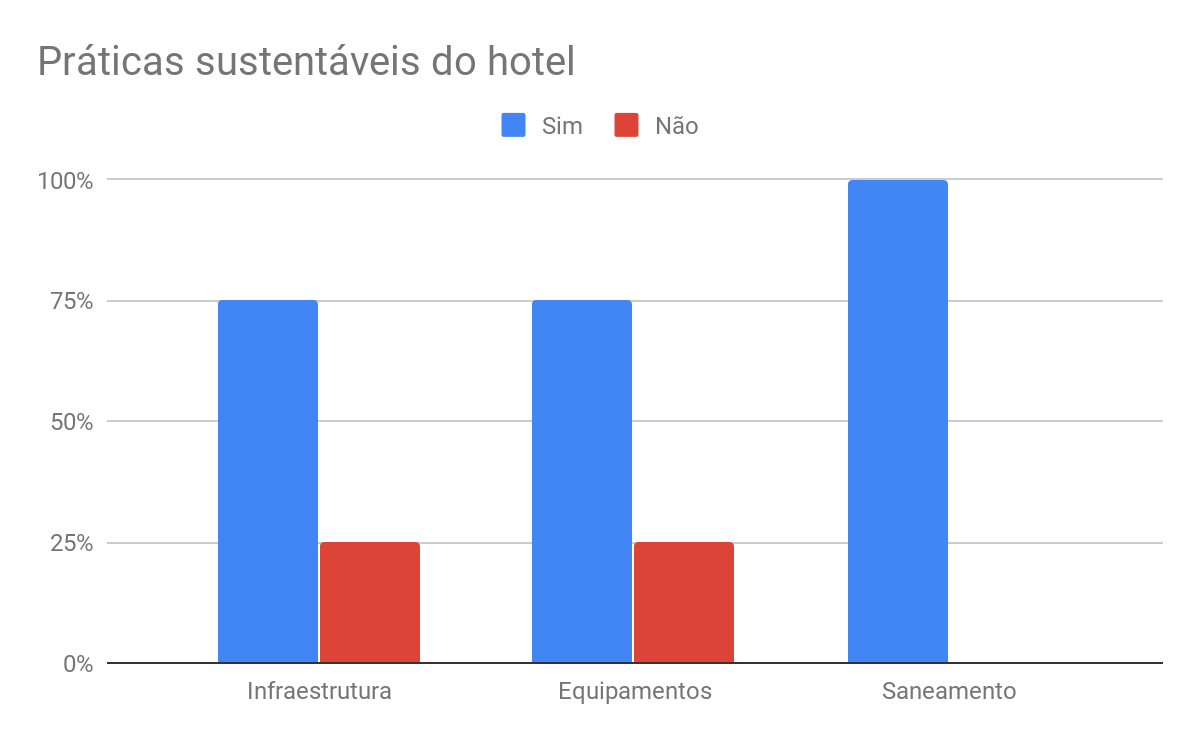 Práticas sustentáveis do hotel
Sim Não
100%
75%
50%
25%
0%
Infraestrutura Equipamentos Saneamento